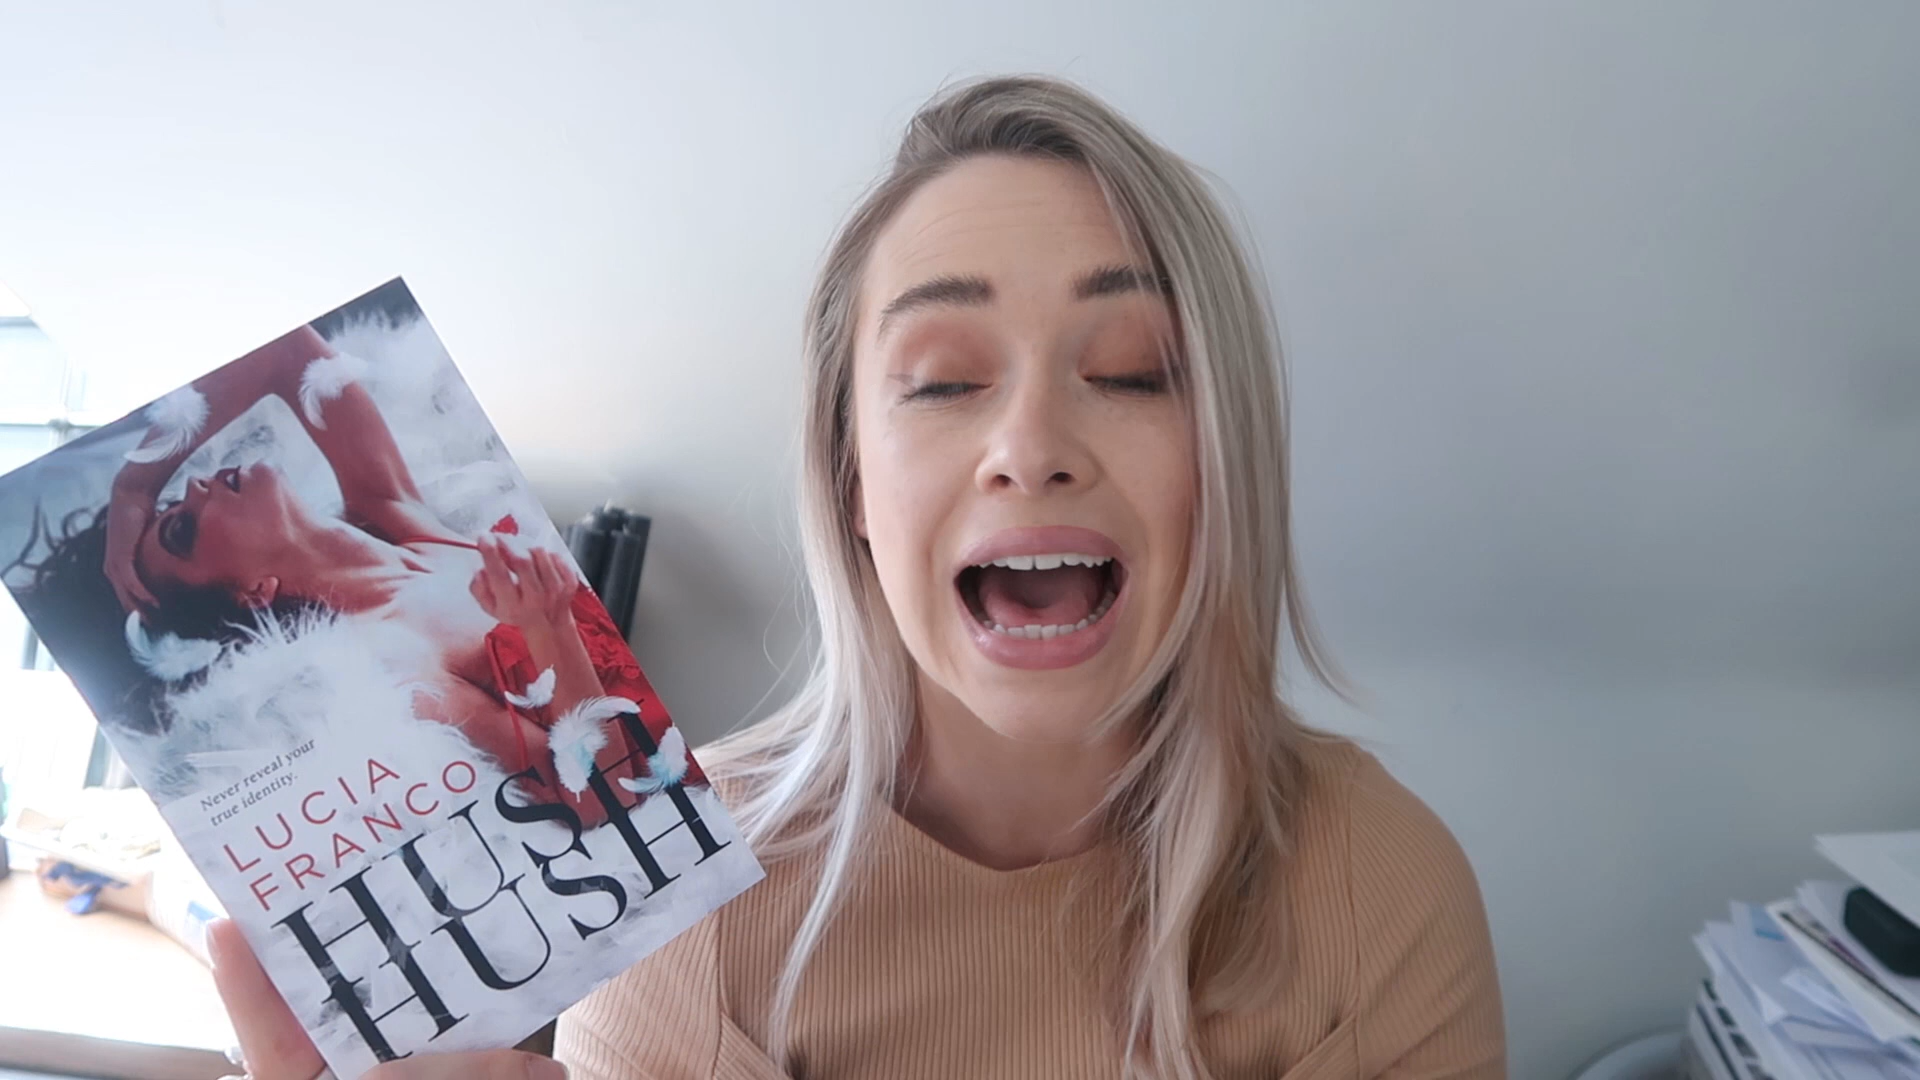 Never reveal your
true identity.
LUCIA
FRANCO
HUSH
HUSH